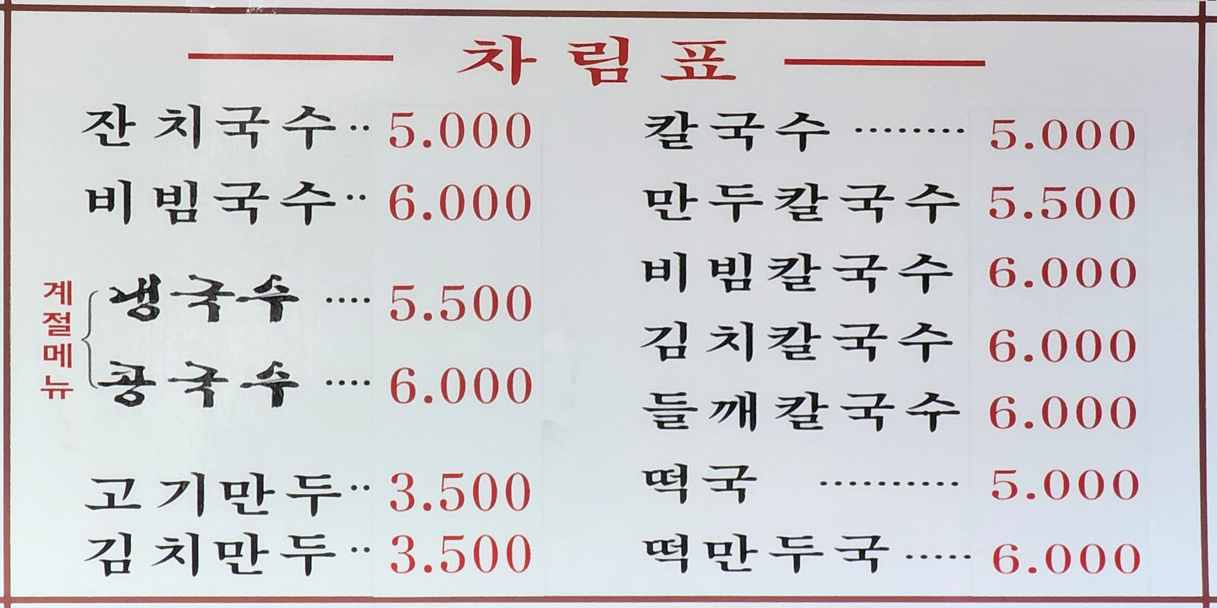 차림표
잔치국수·· 5.000
비빔국수·· 6.000
계절메뉴
냉국수 ···· 5.500
콩국수 ···· 6.000
고기만두·· 3.500
김치만두·· 3.500
칼국수 ········ 5.000
만두칼국수 5.500
비빔칼국수 6.000
김치칼국수 6.000
들깨칼국수 6.000
떡국 ·········· 5.000
떡만두국 ····· 6.000